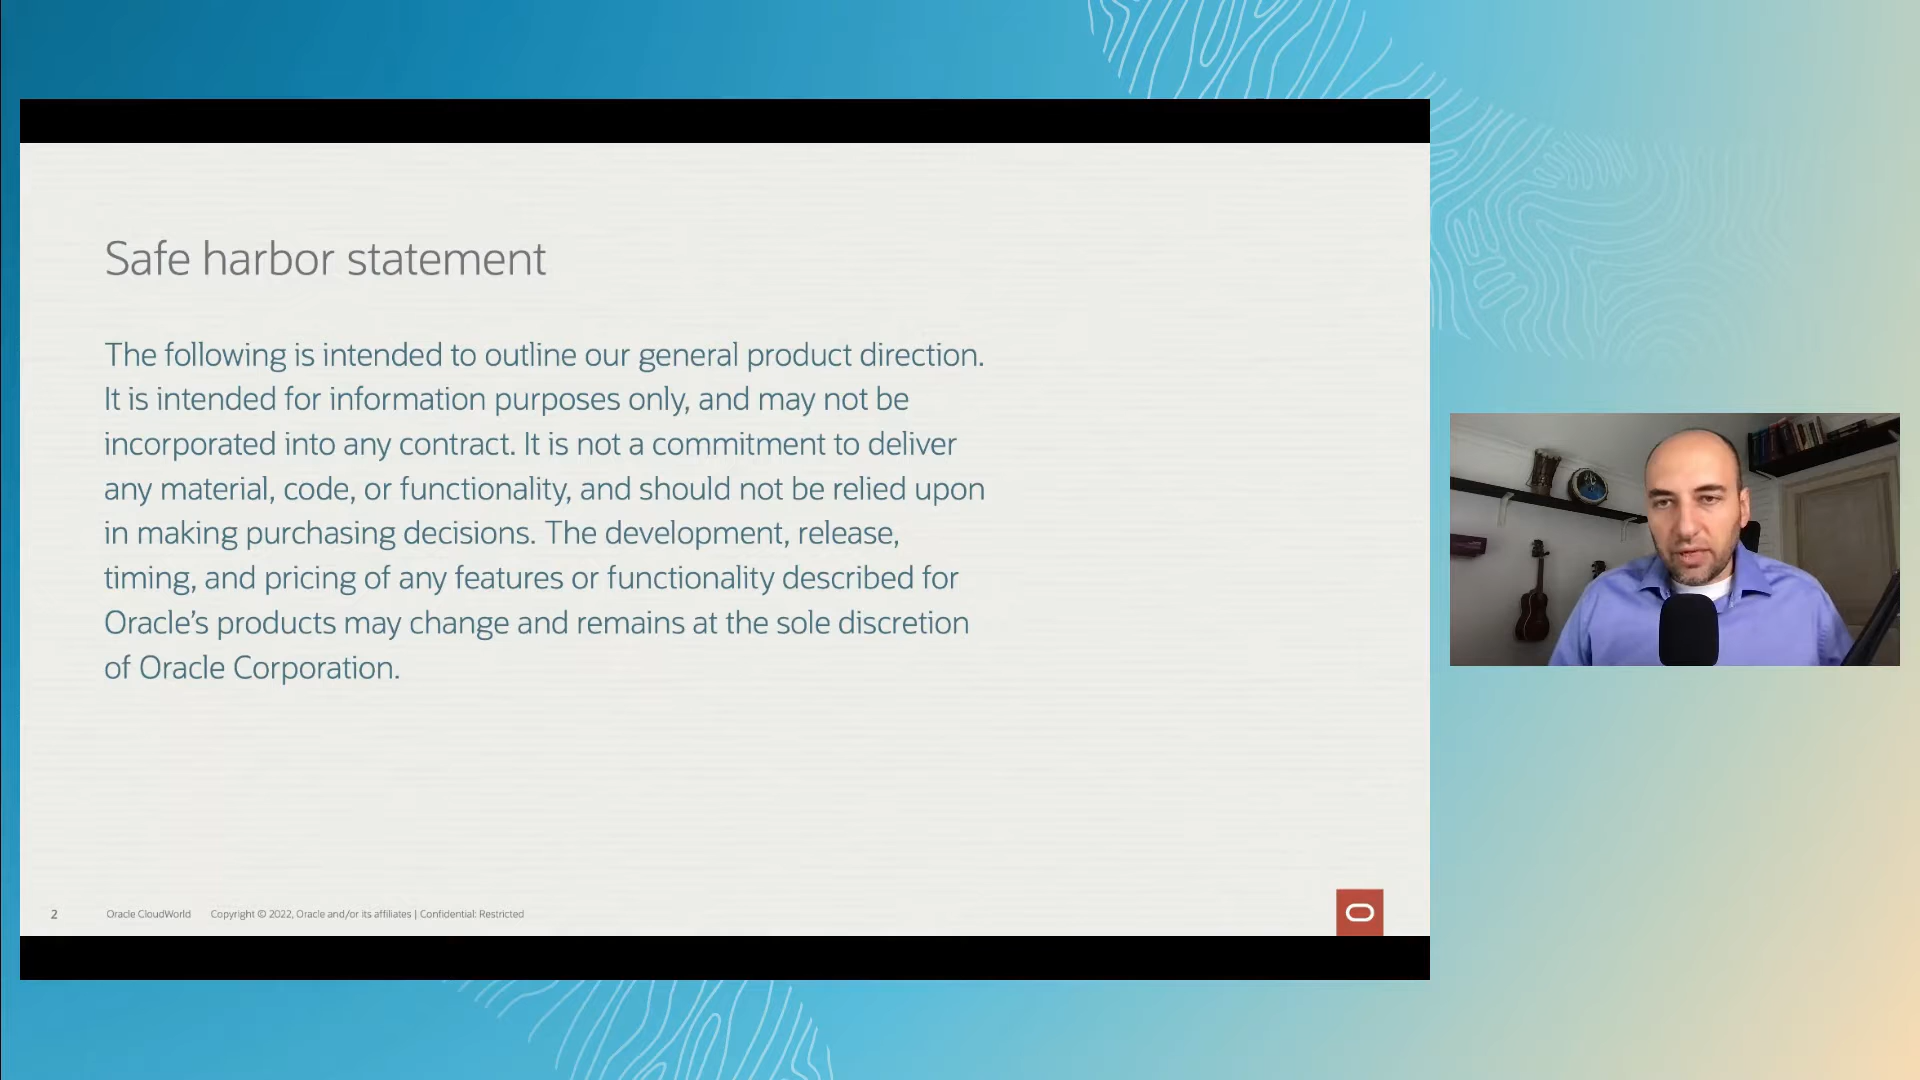 Safe harbor statement
The following is intended to outline our general product direction.
It is intended for information purposes only, and may not be
incorporated into any contract. It is not a commitment to deliver
any material, code, or functionality, and should not be relied upon
in making purchasing decisions. The development, release,
timing, and pricing of any features or functionality described for
Oracle’s products may change and remains at the sole discretion
of Oracle Corporation.
2 Oracle CloudWorld Copyright © 2022, Oracle and/or its affiliates | Confidential: Restricted